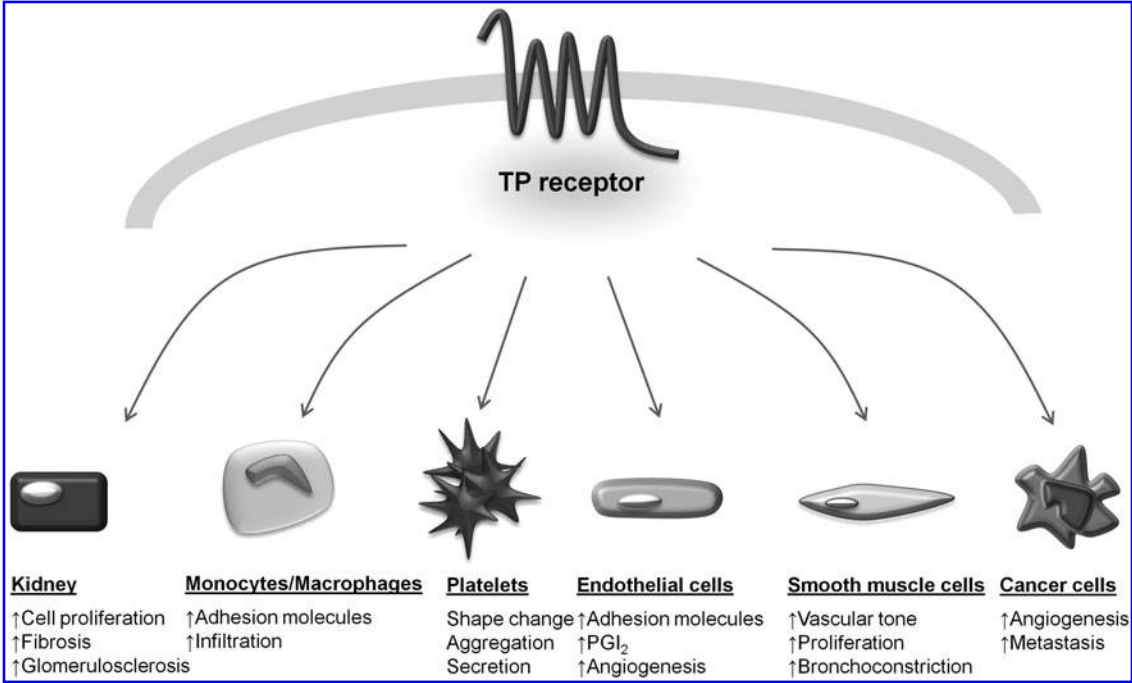 TP receptor
Kidney
↑Cell proliferation
↑Fibrosis
↑Glomerulosclerosis
Monocytes/Macrophages
↑Adhesion molecules
↑Infiltration
Platelets
Shape change
Aggregation
Secretion
Endothelial cells
↑Adhesion molecules
↑PGI₂
↑Angiogenesis
Smooth muscle cells
↑Vascular tone
↑Proliferation
↑Bronchoconstriction
Cancer cells
↑Angiogenesis
↑Metastasis